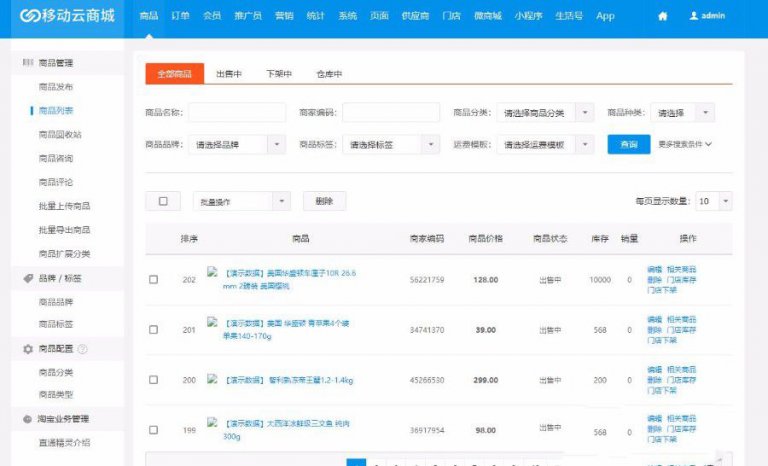 移动云商城
商品 订单 会员 推广员 营销 统计 系统 页面 供应商 门店 微商城 小程序 生活号 App admin
商品管理
商品发布
商品列表
商品回收站
商品咨询
商品评论
批量上传商品
批量导出商品
商品扩展分类
品牌 / 标签
商品品牌
商品标签
商品配置 ?
商品分类
商品类型
淘宝业务管理
直通精灵介绍
全部商品 出售中 下架中 仓库中
商品名称: 商家编码: 商品分类: 请选择商品分类 商品种类: 请选择
商品品牌: 请选择品牌 商品标签: 请选择标签 运费模板: 请选择运费模板 查询 更多搜索条件
批量操作 删除 每页显示数量: 10
排序 商品 商家编码 商品价格 商品状态 库存 销量 操作
202 【演示数据】美国华盛顿车厘子10R 26.6 56221759 128.00 出售中 10000 0 编辑 相关商品
mm 2磅装 美国樱桃 删除 门店库存
门店下架
201 【演示数据】美国 华盛顿 青苹果4个装 34741370 39.00 出售中 568 0 编辑 相关商品
苹果140-170g 删除 门店库存
门店下架
200 【演示数据】 智利熟冻帝王蟹1.2-1.4kg 45266530 299.00 出售中 200 0 编辑 相关商品
删除 门店库存
门店下架
199 【演示数据】大西洋冰鲜级三文鱼 纯肉 36917954 98.00 出售中 568 0 编辑 相关商品
300g 删除 门店库存
门店下架